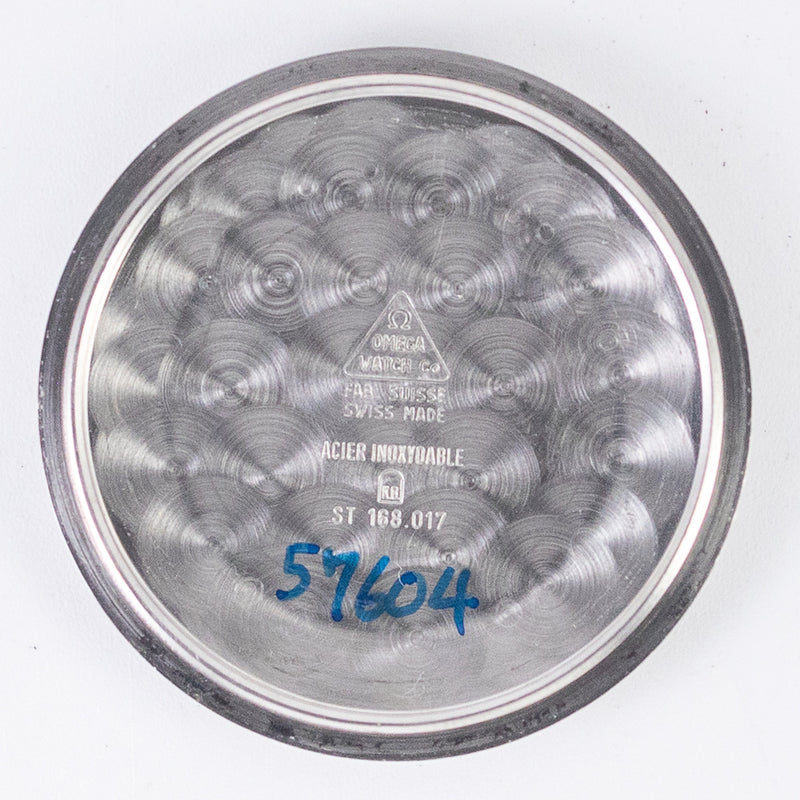 Ω
OMEGA
WATCH Co
FAB. SUISSE
SWISS MADE
ACIER INOXYDABLE
ST 168.017
57604